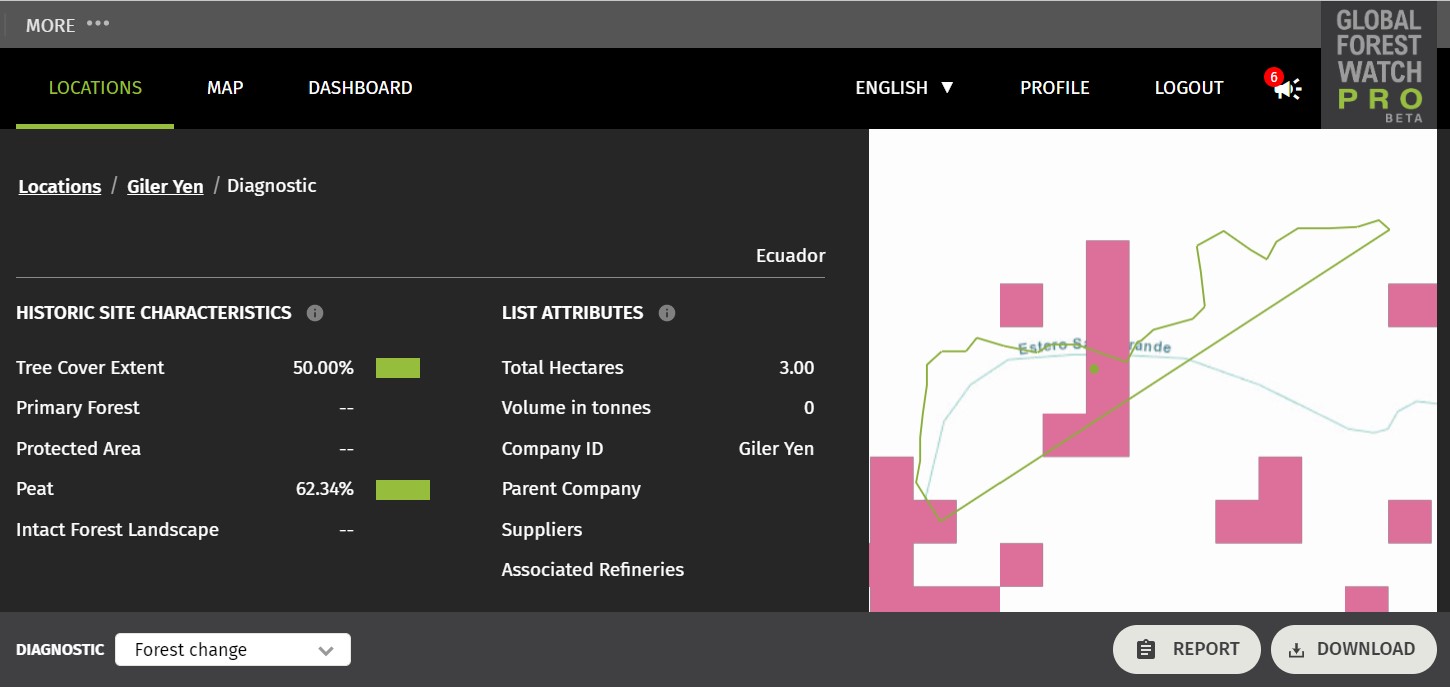 MORE •••
GLOBAL
FOREST
WATCH
PRO
BETA
LOCATIONS MAP DASHBOARD ENGLISH ▼ PROFILE LOGOUT 6
Locations / Giler Yen / Diagnostic
Ecuador
HISTORIC SITE CHARACTERISTICS i
Tree Cover Extent 50.00%
Primary Forest --
Protected Area --
Peat 62.34%
Intact Forest Landscape --
LIST ATTRIBUTES i
Total Hectares 3.00
Volume in tonnes 0
Company ID Giler Yen
Parent Company
Suppliers
Associated Refineries
Estero
DIAGNOSTIC Forest change REPORT DOWNLOAD